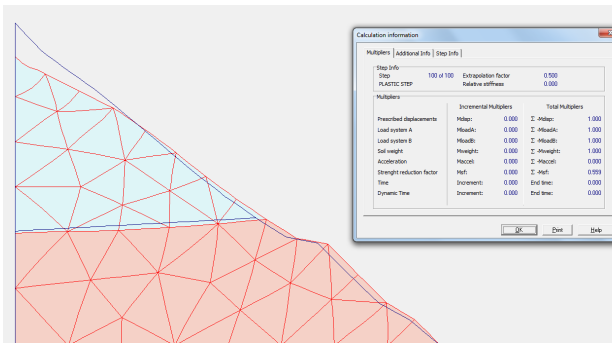 Calculation information
Multipliers Additional Info Step Info
Step Info
Step 100 of 100 Extrapolation factor 0.500
PLASTIC STEP Relative stiffness 0.000
Multipliers
Incremental Multipliers Total Multipliers
Prescribed displacements Mdisp: 0.000 Σ -Mdisp: 1.000
Load system A MloadA: 0.000 Σ -MloadA: 1.000
Load system B MloadB: 0.000 Σ -MloadB: 1.000
Soil weight Mweight: 0.000 Σ -Mweight: 1.000
Acceleration Maccel: 0.000 Σ -Maccel: 0.000
Strenght reduction factor Msf: 0.000 Σ -Msf: 0.559
Time Increment: 0.000 End time: 0.000
Dynamic Time Increment: 0.000 End time: 0.000
OK Print Help